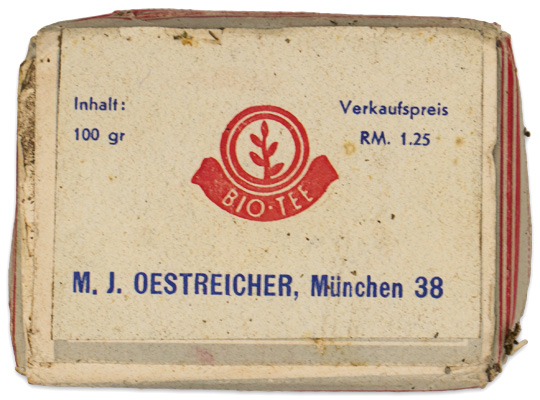 Inhalt:
100 gr
Verkaufspreis
RM. 1.25
BIO·TEE
M. J. OESTREICHER, München 38